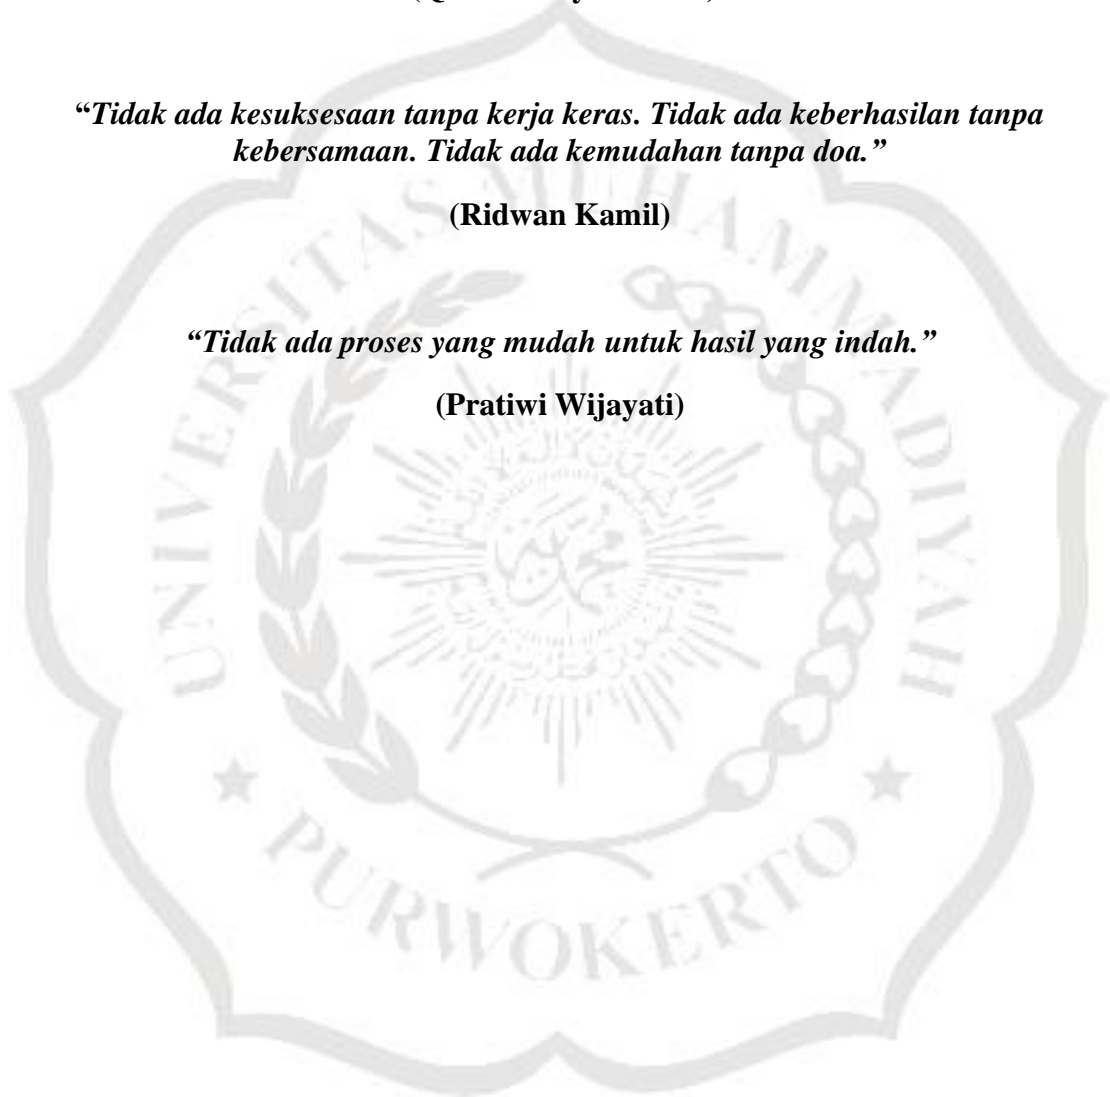 “Tidak ada kesuksesaan tanpa kerja keras. Tidak ada keberhasilan tanpa
kebersamaan. Tidak ada kemudahan tanpa doa.”
(Ridwan Kamil)
“Tidak ada proses yang mudah untuk hasil yang indah.”
(Pratiwi Wijayati)
UNIVERSITAS MUHAMMADIYAH
PURWOKERTO